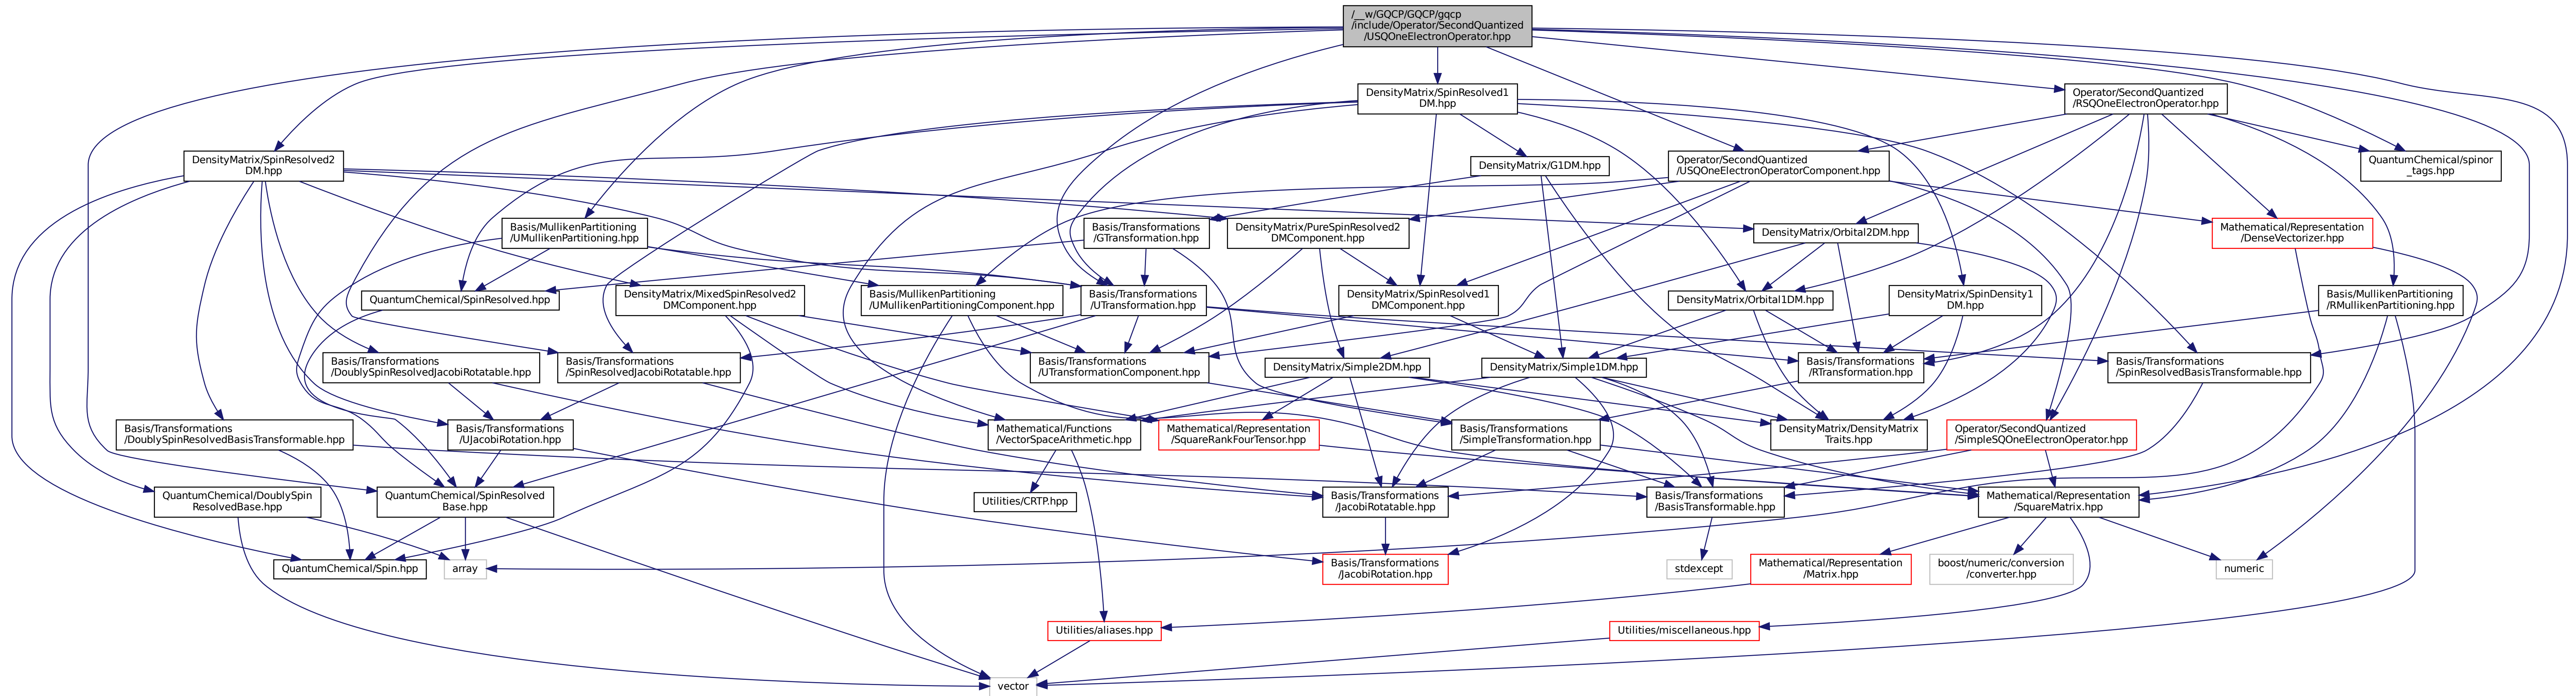 /__w/GQCP/GQCP/gqcp
/include/Operator/SecondQuantized
/USQOneElectronOperator.hpp
DensityMatrix/SpinResolved1
DM.hpp
Operator/SecondQuantized
/RSQOneElectronOperator.hpp
DensityMatrix/SpinResolved2
DM.hpp
DensityMatrix/G1DM.hpp
Operator/SecondQuantized
/USQOneElectronOperatorComponent.hpp
QuantumChemistry/spinor
_tags.hpp
Basis/MullikenPartitioning
/UMullikenPartitioning.hpp
Basis/Transformations
/GTransformation.hpp
DensityMatrix/PureSpinResolved2
DMComponent.hpp
DensityMatrix/Orbital2DM.hpp
Mathematical/Representation
/DenseVectorizer.hpp
QuantumChemical/SpinResolved.hpp
DensityMatrix/MixedSpinResolved2
DMComponent.hpp
Basis/MullikenPartitioning
/UMullikenPartitioningComponent.hpp
Basis/Transformations
/UTransformation.hpp
DensityMatrix/SpinResolved1
DMComponent.hpp
DensityMatrix/Orbital1DM.hpp
DensityMatrix/SpinDensity1
DM.hpp
Basis/MullikenPartitioning
/RMullikenPartitioning.hpp
Basis/Transformations
/DoublySpinResolvedJacobiRotatable.hpp
Basis/Transformations
/SpinResolvedJacobiRotatable.hpp
Basis/Transformations
/UTransformationComponent.hpp
DensityMatrix/Simple2DM.hpp
DensityMatrix/Simple1DM.hpp
Basis/Transformations
/RTransformation.hpp
Basis/Transformations
/SpinResolvedBasisTransformable.hpp
Basis/Transformations
/DoublySpinResolvedBasisTransformable.hpp
Basis/Transformations
/UJacobiRotation.hpp
Mathematical/Functions
/VectorSpaceArithmetic.hpp
Mathematical/Representation
/SquareRankFourTensor.hpp
Basis/Transformations
/SimpleTransformation.hpp
DensityMatrix/DensityMatrix
Traits.hpp
Operator/SecondQuantized
/SimpleSQOneElectronOperator.hpp
QuantumChemical/DoublySpin
ResolvedBase.hpp
QuantumChemical/SpinResolved
Base.hpp
Utilities/CRTP.hpp
Basis/Transformations
/JacobiRotatable.hpp
Basis/Transformations
/BasisTransformable.hpp
Mathematical/Representation
/SquareMatrix.hpp
QuantumChemical/Spin.hpp
array
Basis/Transformations
/JacobiRotation.hpp
stdexcept
Mathematical/Representation
/Matrix.hpp
boost/numeric/conversion
/converter.hpp
numeric
Utilities/aliases.hpp
Utilities/miscellaneous.hpp
vector